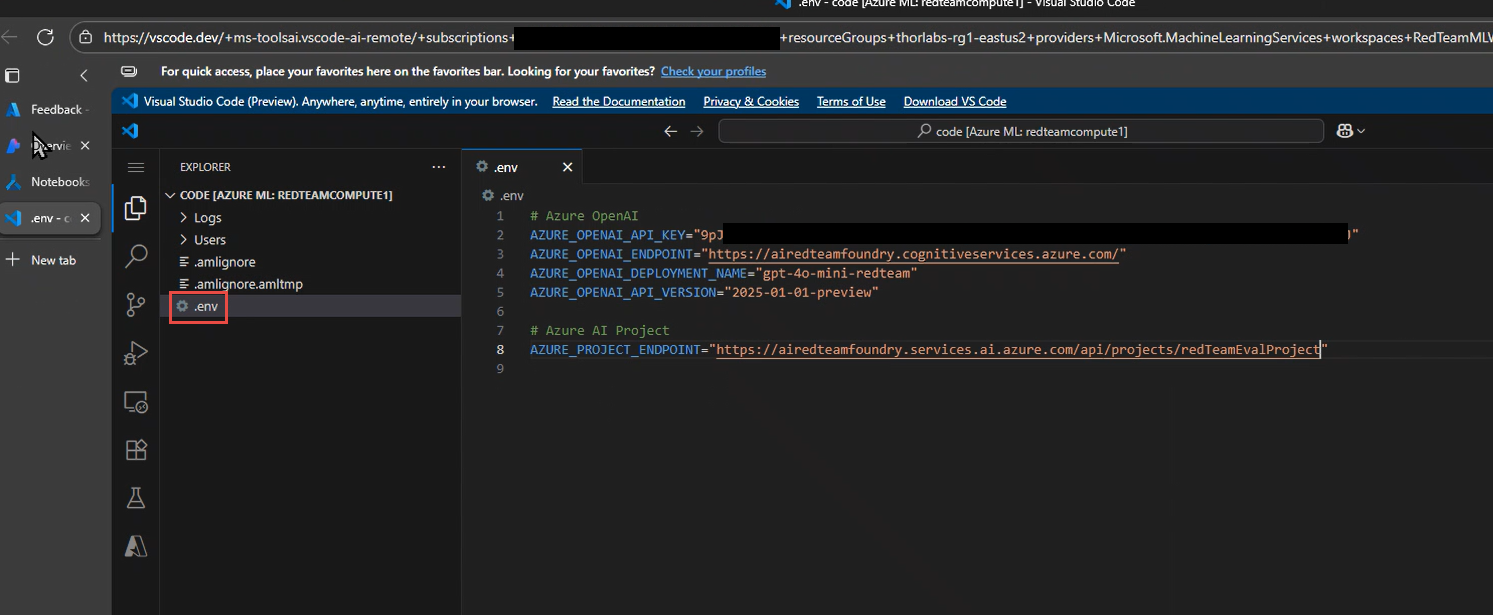 .env - code [Azure ML: redteamcompute1] - Visual Studio Code
https://vscode.dev/+ms-toolsai.vscode-ai-remote/+subscriptions+ +resourceGroups+thorlabs-rg1-eastus2+providers+Microsoft.MachineLearningServices+workspaces+RedTeamMLW
For quick access, place your favorites here on the favorites bar. Looking for your favorites? Check your profiles
Feedback -
Notebooks
.env - c
New tab
Visual Studio Code (Preview). Anywhere, anytime, entirely in your browser. Read the Documentation Privacy & Cookies Terms of Use Download VS Code
code [Azure ML: redteamcompute1]
EXPLORER
CODE [AZURE ML: REDTEAMCOMPUTE1]
Logs
Users
.amlignore
.amlignore.amltmp
.env
.env
.env
1 # Azure OpenAI
2 AZURE_OPENAI_API_KEY="9pJ "
3 AZURE_OPENAI_ENDPOINT="https://airedteamfoundry.cognitiveservices.azure.com/"
4 AZURE_OPENAI_DEPLOYMENT_NAME="gpt-4o-mini-redteam"
5 AZURE_OPENAI_API_VERSION="2025-01-01-preview"
6
7 # Azure AI Project
8 AZURE_PROJECT_ENDPOINT="https://airedteamfoundry.services.ai.azure.com/api/projects/redTeamEvalProject"
9